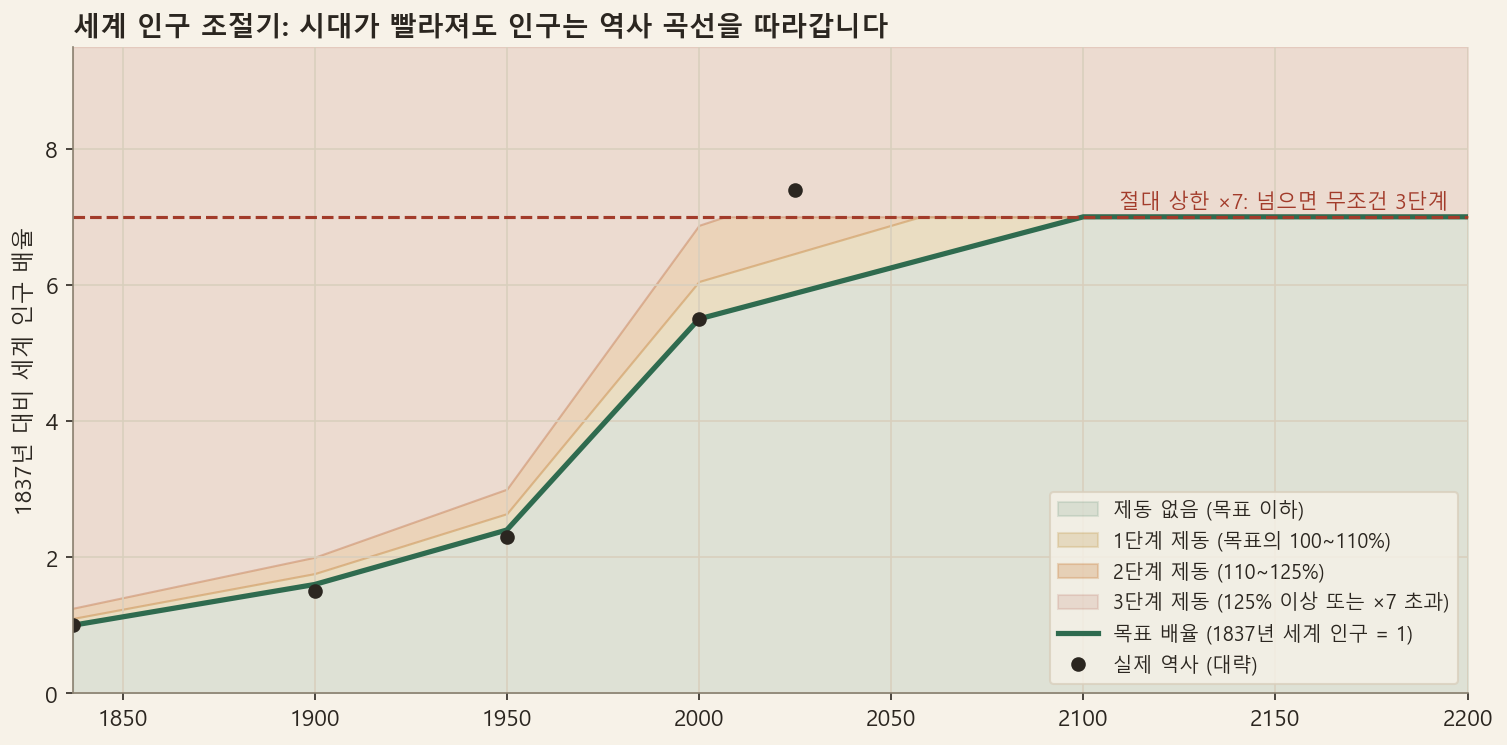 세계 인구 조절기: 시대가 빨라져도 인구는 역사 곡선을 따라갑니다
1837년 대비 세계 인구 배율
8
6
4
2
0
절대 상한 ×7: 넘으면 무조건 3단계
제동 없음 (목표 이하)
1단계 제동 (목표의 100~110%)
2단계 제동 (110~125%)
3단계 제동 (125% 이상 또는 ×7 초과)
목표 배율 (1837년 세계 인구 = 1)
실제 역사 (대략)
1850 1900 1950 2000 2050 2100 2150 2200